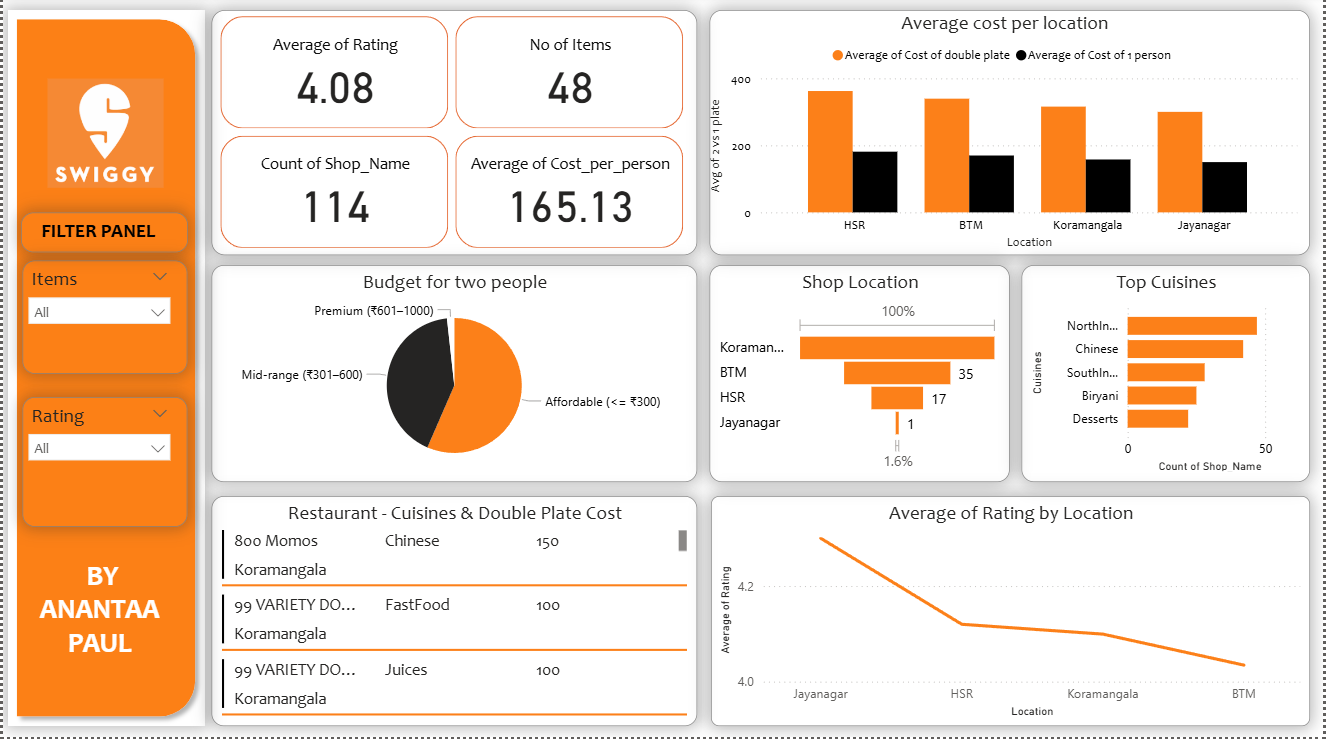 SWIGGY
FILTER PANEL
Items
All
Rating
All
BY
ANANTAA
PAUL
Average of Rating
4.08
No of Items
48
Count of Shop_Name
114
Average of Cost_per_person
165.13
Average cost per location
Average of Cost of double plate Average of Cost of 1 person
Avg of 2 vs 1 plate
400
200
0
HSR BTM Koramangala Jayanagar
Location
Budget for two people
Premium (₹601–1000)
Mid-range (₹301–600)
Affordable (<= ₹300)
Shop Location
100%
Koraman...
BTM 35
HSR 17
Jayanagar 1
1.6%
Top Cuisines
Cuisines
NorthIn...
Chinese
SouthIn...
Biryani
Desserts
0 50
Count of Shop_Name
Restaurant - Cuisines & Double Plate Cost
800 Momos Chinese 150
Koramangala
99 VARIETY DO... FastFood 100
Koramangala
99 VARIETY DO... Juices 100
Koramangala
Average of Rating by Location
Average of Rating
4.2
4.0
Jayanagar HSR Koramangala BTM
Location